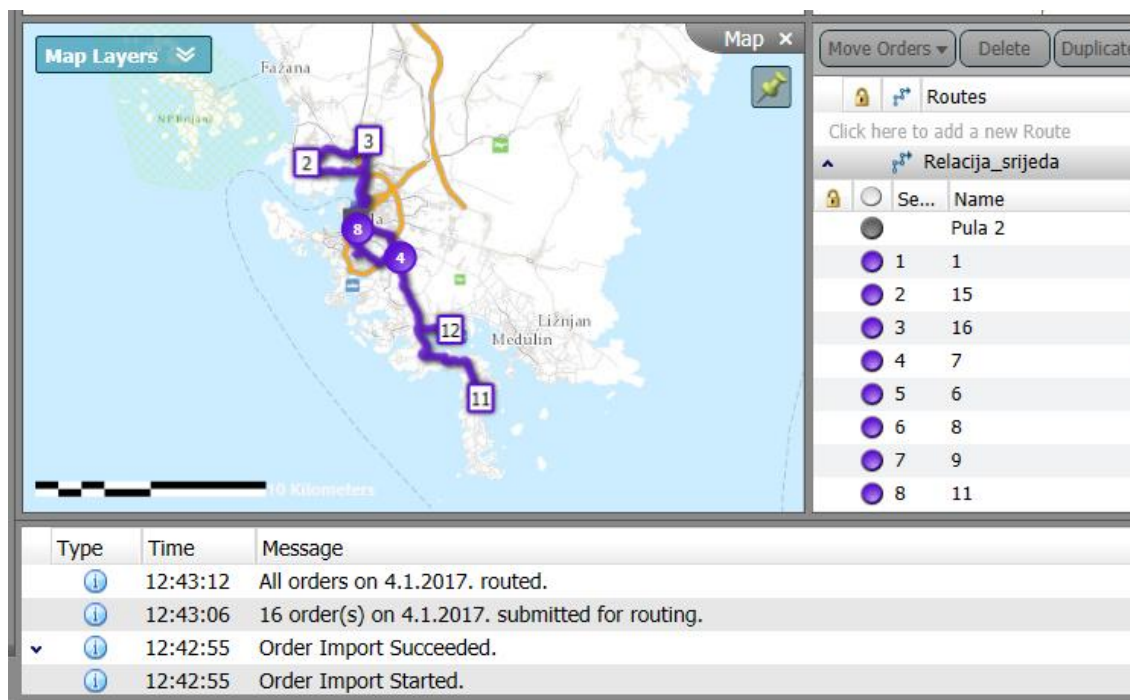 Map Layers
Map ×
Fažana
NP Brijuni
3
2
8
4
12
Ližnjan
Medulin
11
10 Kilometers
Move Orders
Delete
Duplicate
Routes
Click here to add a new Route
Relacija_srijeda
Se... Name
Pula 2
1 1
2 15
3 16
4 7
5 6
6 8
7 9
8 11
Type Time Message
12:43:12 All orders on 4.1.2017. routed.
12:43:06 16 order(s) on 4.1.2017. submitted for routing.
12:42:55 Order Import Succeeded.
12:42:55 Order Import Started.